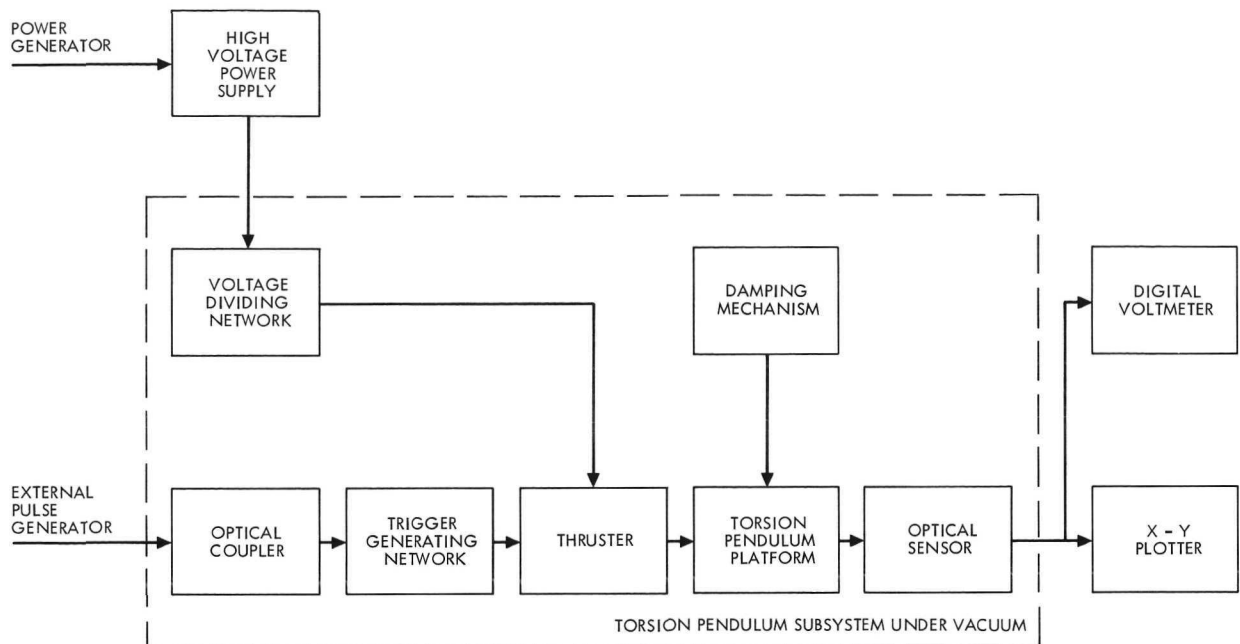 POWER
GENERATOR
HIGH
VOLTAGE
POWER
SUPPLY
VOLTAGE
DIVIDING
NETWORK
DAMPING
MECHANISM
DIGITAL
VOLTMETER
EXTERNAL
PULSE
GENERATOR
OPTICAL
COUPLER
TRIGGER
GENERATING
NETWORK
THRUSTER
TORSION
PENDULUM
PLATFORM
OPTICAL
SENSOR
X - Y
PLOTTER
TORSION PENDULUM SUBSYSTEM UNDER VACUUM